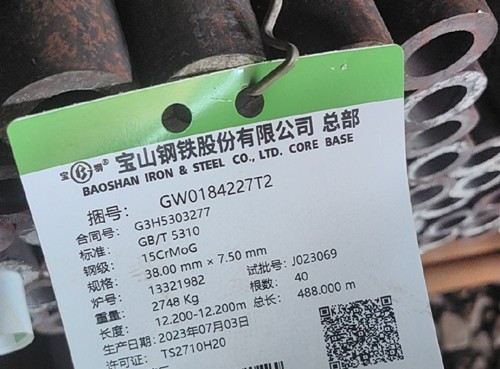 宝钢® 宝山钢铁股份有限公司 总部
BAOSHAN IRON & STEEL CO., LTD. CORE BASE
捆号: GW0184227T2
合同号: G3H5303277
标准: GB/T 5310
钢级: 15CrMoG
规格: 38.00 mm × 7.50 mm
炉号: 13321982 试批号: J023069
重量: 2748 Kg 根数: 40
长度: 12.200-12.200m 总长: 488.000 m
生产日期: 2023年07月03日
许可证: TS2710H20